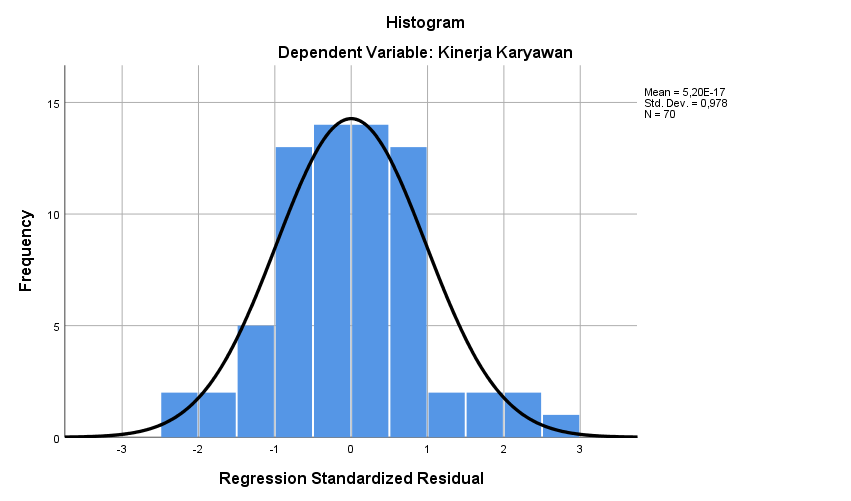 Histogram
Dependent Variable: Kinerja Karyawan
Mean = 5,20E-17
Std. Dev. = 0,978
N = 70
Frequency
15
10
5
0
-3 -2 -1 0 1 2 3
Regression Standardized Residual